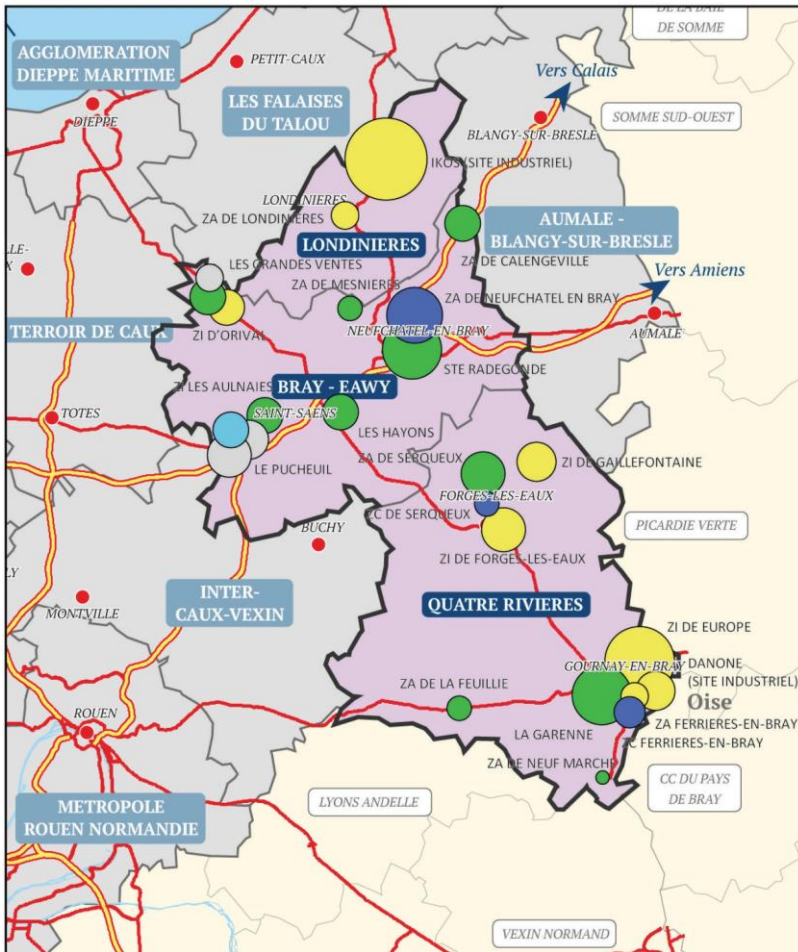 DE LA BAIE
DE SOMME
AGGLOMERATION
DIEPPE MARITIME
PETIT-CAUX
Vers Calais
DIEPPE
LES FALAISES
DU TALOU
BLANGY-SUR-BRESLE
SOMME SUD-OUEST
IKOS (SITE INDUSTRIEL)
LONDINIERES
ZA DE LONDINIERES
LONDINIERES
AUMALE -
BLANGY-SUR-BRESLE
LES GRANDES VENTES
ZA DE CALENGEVILLE
Vers Amiens
ZA DE MESNIERES
ZA DE NEUFCHATEL EN BRAY
TERROIR DE CAUX
ZI D'ORIVAL
NEUFCHATEL-EN-BRAY
AUMALE
STE RADEGONDE
ZI LES AULNAIES
BRAY - EAWY
TOTES
SAINT-SAENS
LES HAYONS
ZA DE SERQUEUX
ZI DE GAILLEFONTAINE
LE PUCHEUIL
FORGES-LES-EAUX
ZC DE SERQUEUX
BUCHY
PICARDIE VERTE
ZI DE FORGES-LES-EAUX
INTER-
CAUX-VEXIN
MONTVILLE
QUATRE RIVIERES
ZI DE EUROPE
GOURNAY-EN-BRAY
DANONE
(SITE INDUSTRIEL)
ZA DE LA FEUILLIE
Oise
ROUEN
ZA FERRIERES-EN-BRAY
LA GARENNE
ZC FERRIERES-EN-BRAY
ZA DE NEUF MARCHE
METROPOLE
ROUEN NORMANDIE
LYONS ANDELLE
CC DU PAYS
DE BRAY
VEXIN NORMAND